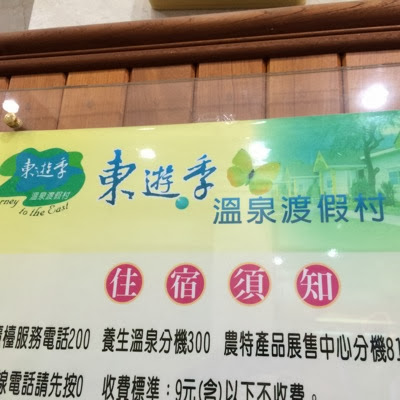 東遊季
溫泉渡假村
to the East
東遊季
溫泉渡假村
住宿須知
櫃檯服務電話200 養生溫泉分機300 農特產品展售中心分機81
線電話請先按0 收費標準：9元(含)以下不收費。